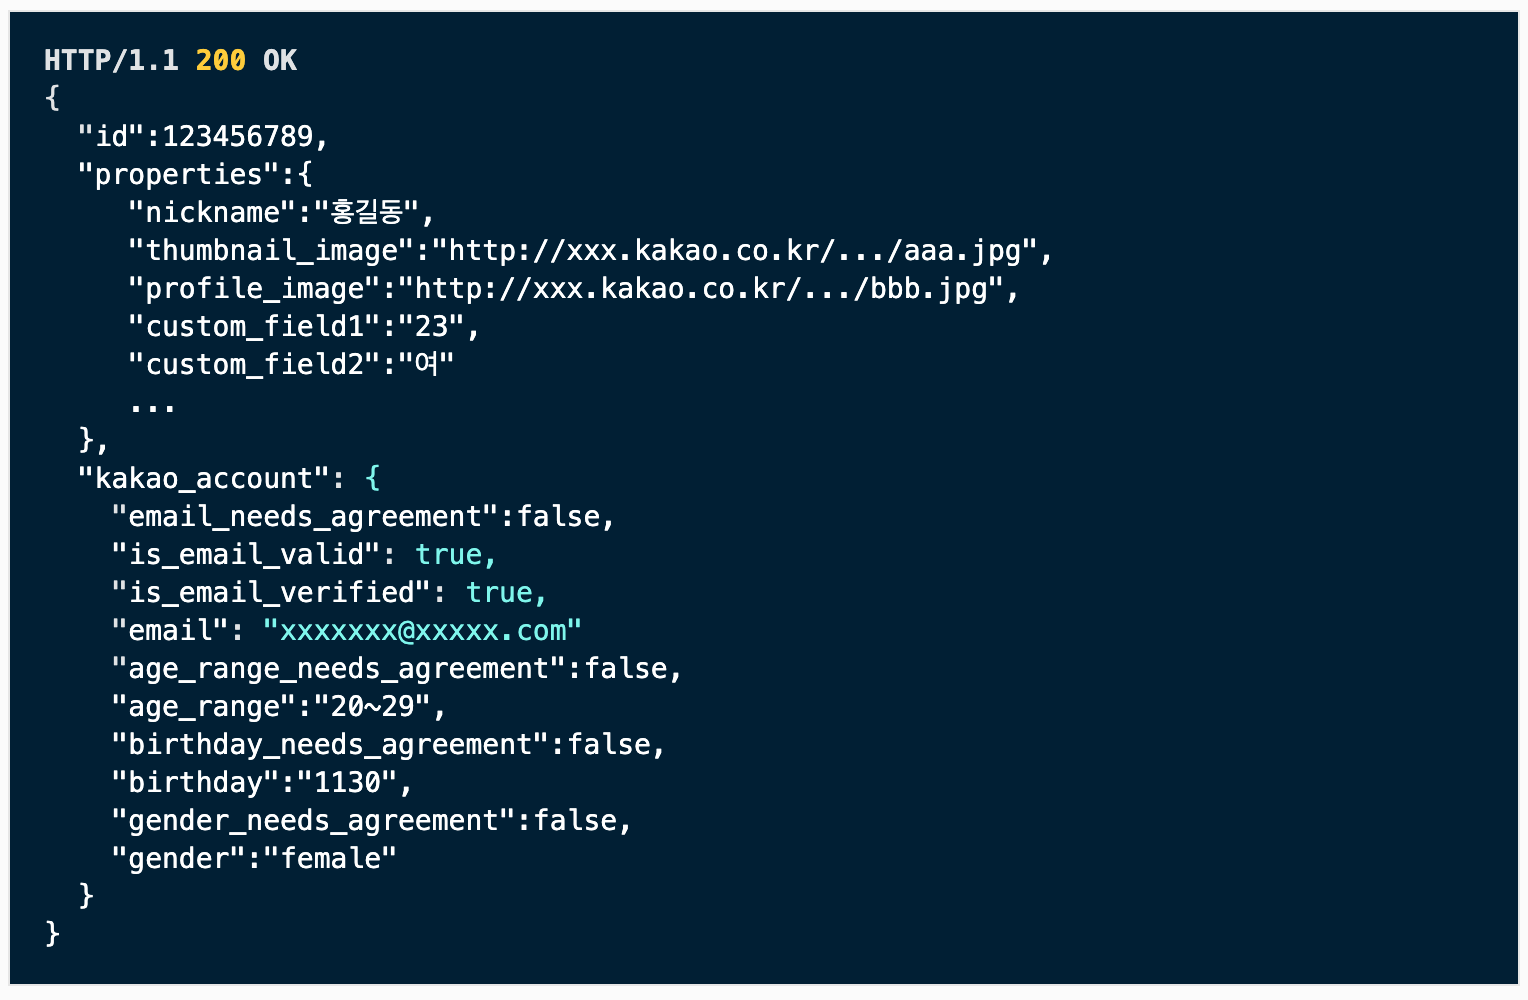 HTTP/1.1 200 OK
{
  "id":123456789,
  "properties":{
     "nickname":"홍길동",
     "thumbnail_image":"http://xxx.kakao.co.kr/.../aaa.jpg",
     "profile_image":"http://xxx.kakao.co.kr/.../bbb.jpg",
     "custom_field1":"23",
     "custom_field2":"여"
     ...
  },
  "kakao_account": {
    "email_needs_agreement":false,
    "is_email_valid": true,
    "is_email_verified": true,
    "email": "xxxxxxx@xxxxx.com"
    "age_range_needs_agreement":false,
    "age_range":"20~29",
    "birthday_needs_agreement":false,
    "birthday":"1130",
    "gender_needs_agreement":false,
    "gender":"female"
  }
}